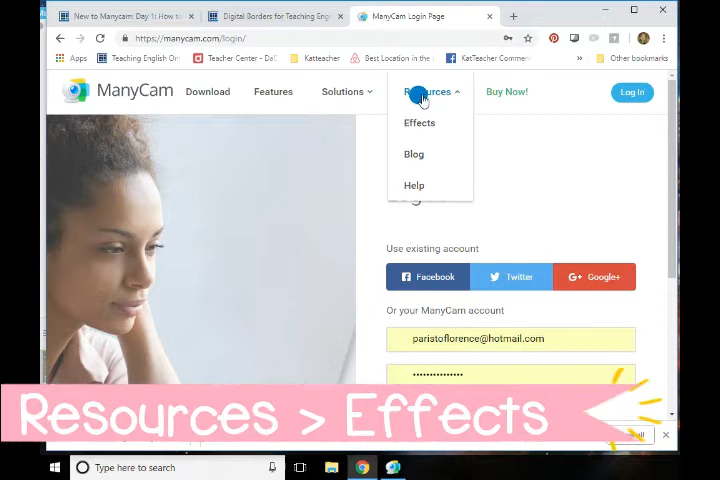 New to Manycam: Day 1: How to
Digital Borders for Teaching Eng
ManyCam Login Page
https://manycam.com/login/
Apps
Teaching English On
Teacher Center - Da
Katteacher
Best Location in the
KatTeacher Commen
Other bookmarks
ManyCam
Download
Features
Solutions
Resources
Buy Now!
Log In
Effects
Blog
Help
Use existing account
Facebook
Twitter
Google+
Or your ManyCam account
paristoflorence@hotmail.com
Resources > Effects
Type here to search